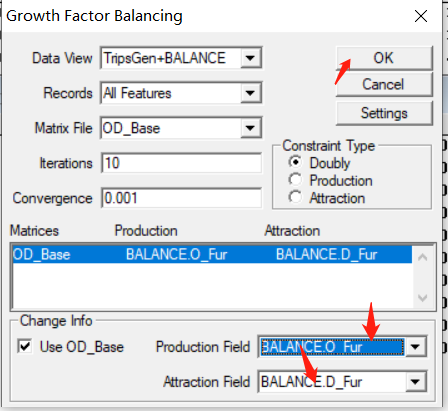 Growth Factor Balancing
Data View TripsGen+BALANCE OK
Records All Features Cancel
Matrix File OD_Base Settings
Iterations 10 Constraint Type
Doubly
Convergence 0.001 Production
Attraction
Matrices Production Attraction
OD_Base BALANCE.O_Fur BALANCE.D_Fur
Change Info
Use OD_Base Production Field BALANCE.O_Fur
Attraction Field BALANCE.D_Fur